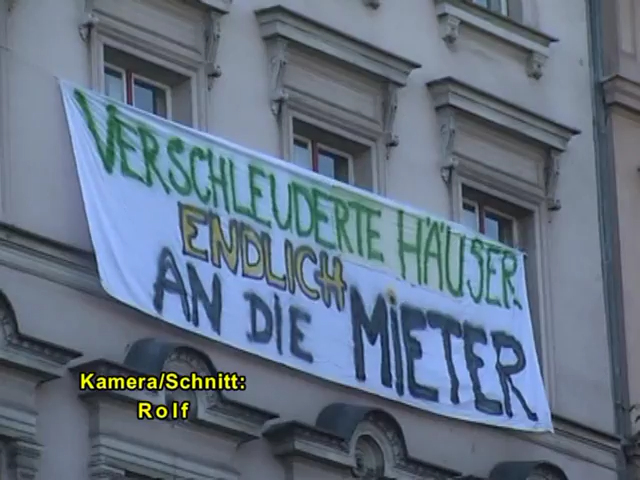 VERSCHLEUDERTE HÄUSER
ENDLICH
AN DIE MIETER
Kamera/Schnitt:
Rolf